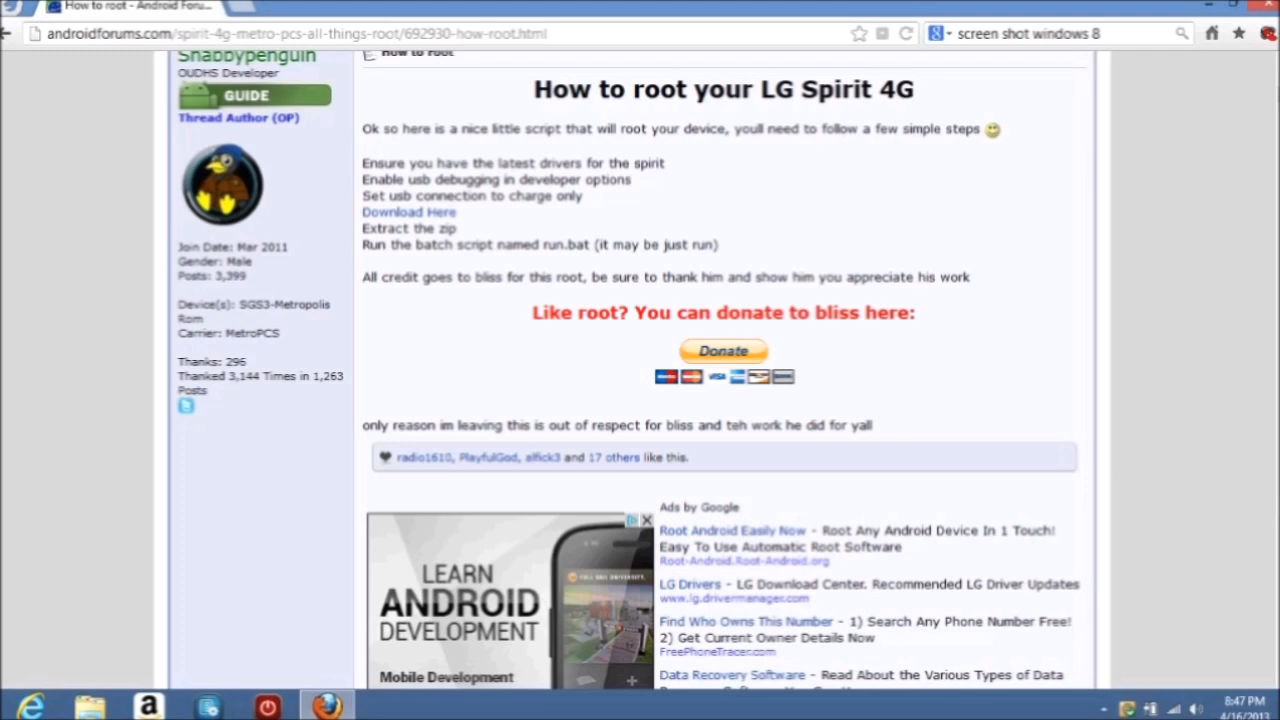 How to root - Android Foru...
androidforums.com/spirit-4g-metro-pcs-all-things-root/692930-how-root.html
screen shot windows 8
Shabbypenguin
OUDHS Developer
GUIDE
Thread Author (OP)
Join Date: Mar 2011
Gender: Male
Posts: 3,399
Device(s): SGS3-Metropolis
Rom
Carrier: MetroPCS
Thanks: 296
Thanked 3,144 Times in 1,263
Posts
How to root
How to root your LG Spirit 4G
Ok so here is a nice little script that will root your device, youll need to follow a few simple steps
Ensure you have the latest drivers for the spirit
Enable usb debugging in developer options
Set usb connection to charge only
Download Here
Extract the zip
Run the batch script named run.bat (it may be just run)
All credit goes to bliss for this root, be sure to thank him and show him you appreciate his work
Like root? You can donate to bliss here:
Donate
VISA
only reason im leaving this is out of respect for bliss and teh work he did for yall
radio1610, PlayfulGod, alfick3 and 17 others like this.
LEARN
ANDROID
DEVELOPMENT
Mobile Development
FULL SAIL UNIVERSITY.
Ads by Google
Root Android Easily Now - Root Any Android Device In 1 Touch!
Easy To Use Automatic Root Software
Root-Android.Root-Android.org
LG Drivers - LG Download Center. Recommended LG Driver Updates
www.lg.drivermanager.com
Find Who Owns This Number - 1) Search Any Phone Number Free!
2) Get Current Owner Details Now
FreePhoneTracer.com
Data Recovery Software - Read About the Various Types of Data
8:47 PM
4/16/2013